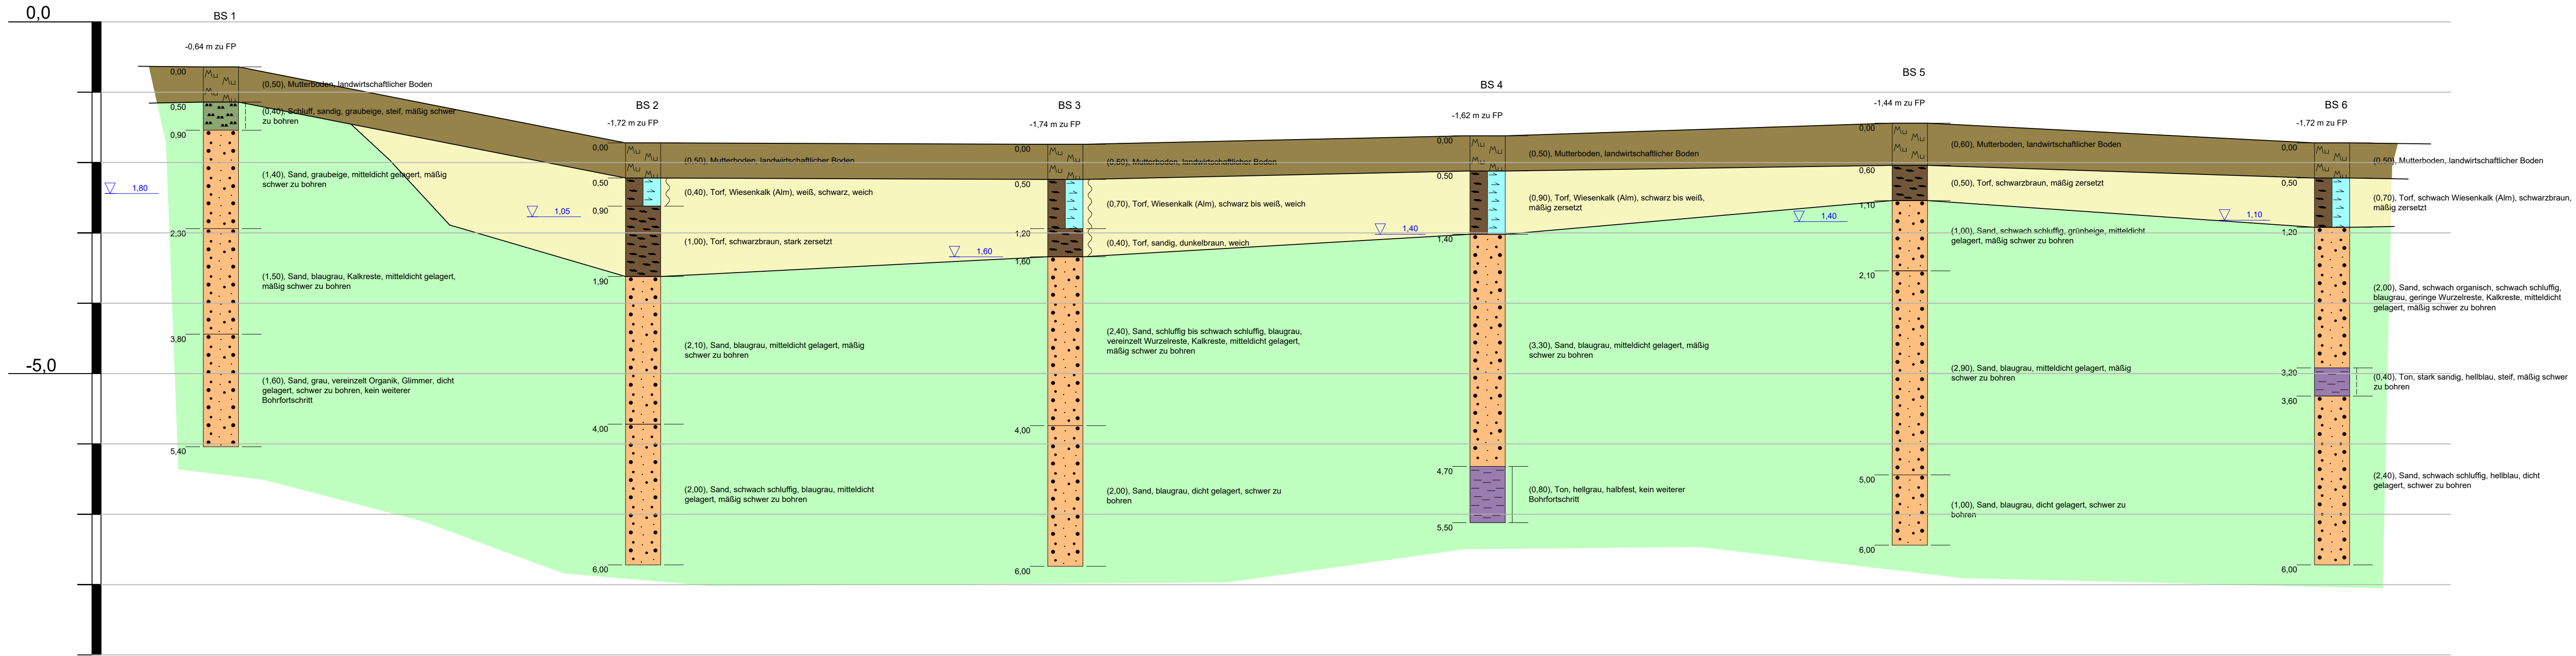 0,0
-5,0
BS 1
-0,64 m zu FP
0,00
(0,50), Mutterboden, landwirtschaftlicher Boden
0,50
(0,40), Schluff, sandig, graubeige, steif, mäßig schwer
zu bohren
0,90
(1,40), Sand, graubeige, mitteldicht gelagert, mäßig
schwer zu bohren
1,80
2,30
(1,50), Sand, blaugrau, Kalkreste, mitteldicht gelagert,
mäßig schwer zu bohren
3,80
(1,60), Sand, grau, vereinzelt Organik, Glimmer, dicht
gelagert, schwer zu bohren, kein weiterer
Bohrfortschritt
5,40
BS 2
-1,72 m zu FP
0,00
(0,50), Mutterboden, landwirtschaftlicher Boden
0,50
(0,40), Torf, Wiesenkalk (Alm), weiß, schwarz, weich
0,90
1,05
(1,00), Torf, schwarzbraun, stark zersetzt
1,90
(2,10), Sand, blaugrau, mitteldicht gelagert, mäßig
schwer zu bohren
4,00
(2,00), Sand, schwach schluffig, blaugrau, mitteldicht
gelagert, mäßig schwer zu bohren
6,00
BS 3
-1,74 m zu FP
0,00
(0,50), Mutterboden, landwirtschaftlicher Boden
0,50
(0,70), Torf, Wiesenkalk (Alm), schwarz bis weiß, weich
1,20
(0,40), Torf, sandig, dunkelbraun, weich
1,60
1,60
(2,40), Sand, schluffig bis schwach schluffig, blaugrau,
vereinzelt Wurzelreste, Kalkreste, mitteldicht gelagert,
mäßig schwer zu bohren
4,00
(2,00), Sand, blaugrau, dicht gelagert, schwer zu
bohren
6,00
BS 4
-1,62 m zu FP
0,00
(0,50), Mutterboden, landwirtschaftlicher Boden
0,50
(0,90), Torf, Wiesenkalk (Alm), schwarz bis weiß,
mäßig zersetzt
1,40
1,40
(3,30), Sand, blaugrau, mitteldicht gelagert, mäßig
schwer zu bohren
4,70
(0,80), Ton, hellgrau, halbfest, kein weiterer
Bohrfortschritt
5,50
BS 5
-1,44 m zu FP
0,00
(0,60), Mutterboden, landwirtschaftlicher Boden
0,60
(0,50), Torf, schwarzbraun, mäßig zersetzt
1,10
1,40
(1,00), Sand, schwach schluffig, grünbeige, mitteldicht
gelagert, mäßig schwer zu bohren
2,10
(2,90), Sand, blaugrau, mitteldicht gelagert, mäßig
schwer zu bohren
5,00
(1,00), Sand, blaugrau, dicht gelagert, schwer zu
bohren
6,00
BS 6
-1,72 m zu FP
0,00
(0,50), Mutterboden, landwirtschaftlicher Boden
0,50
(0,70), Torf, schwach Wiesenkalk (Alm), schwarzbraun,
mäßig zersetzt
1,10
1,20
(2,00), Sand, schwach organisch, schwach schluffig,
blaugrau, geringe Wurzelreste, Kalkreste, mitteldicht
gelagert, mäßig schwer zu bohren
3,20
(0,40), Ton, stark sandig, hellblau, steif, mäßig schwer
zu bohren
3,60
(2,40), Sand, schwach schluffig, hellblau, dicht
gelagert, schwer zu bohren
6,00